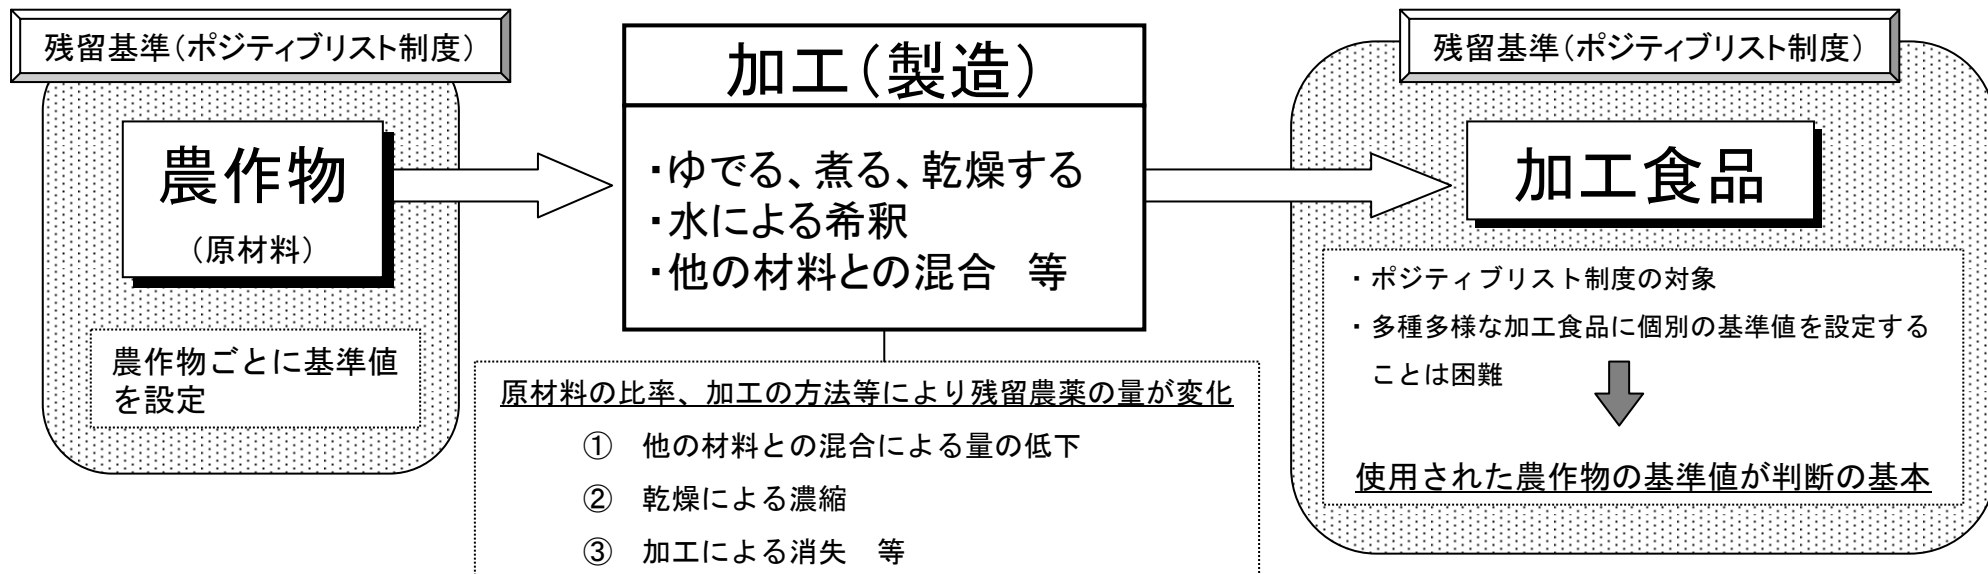 残留基準(ポジティブリスト制度)
農作物
(原材料)
農作物ごとに基準値
を設定
加工(製造)
・ゆでる、煮る、乾燥する
・水による希釈
・他の材料との混合　等
原材料の比率、加工の方法等により残留農薬の量が変化
①　他の材料との混合による量の低下
②　乾燥による濃縮
③　加工による消失　等
残留基準(ポジティブリスト制度)
加工食品
・ポジティブリスト制度の対象
・多種多様な加工食品に個別の基準値を設定する
ことは困難
使用された農作物の基準値が判断の基本